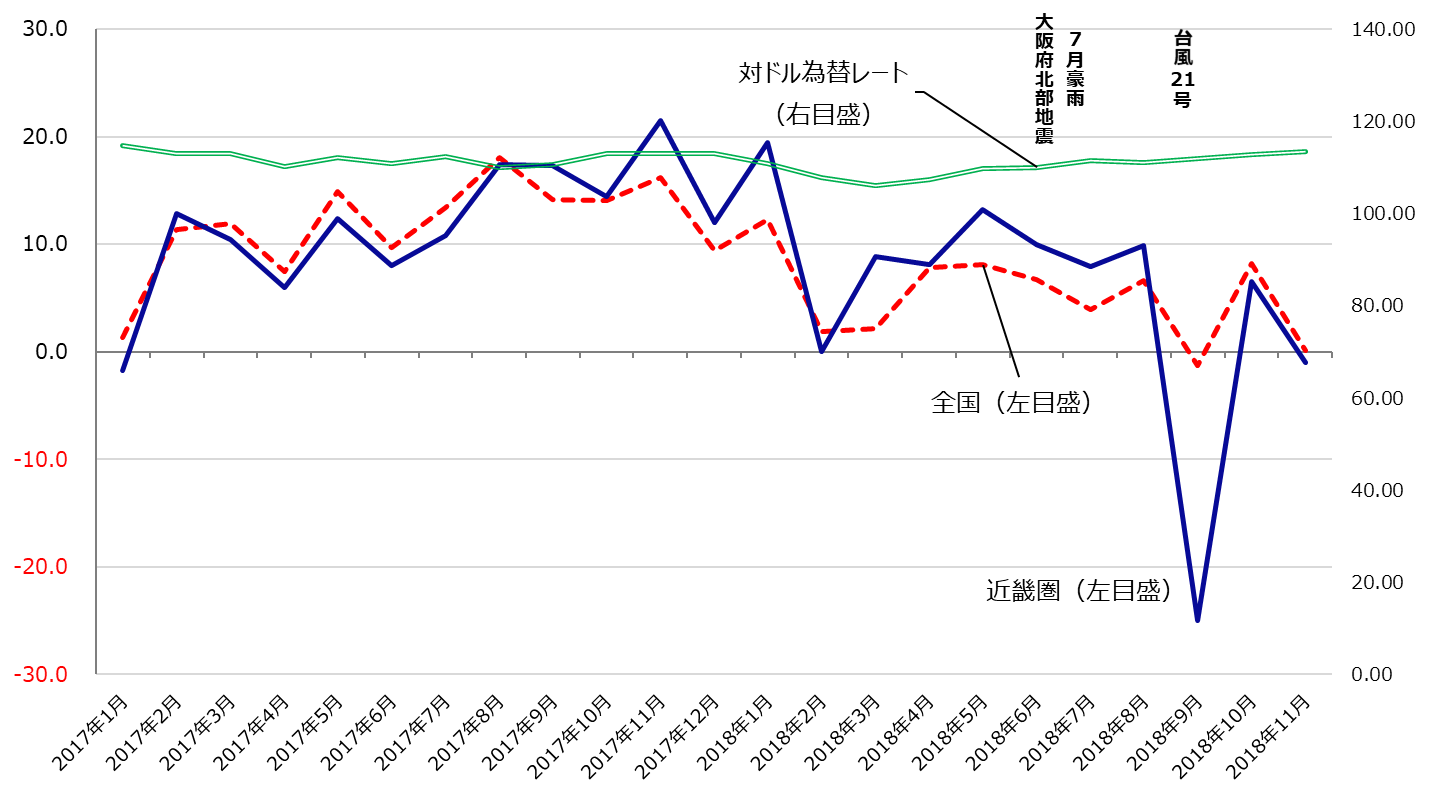 30.0
20.0
10.0
0.0
-10.0
-20.0
-30.0
対ドル為替レート
（右目盛）
大阪府北部地震
7月豪雨
台風21号
全国（左目盛）
近畿圏（左目盛）
140.00
120.00
100.00
80.00
60.00
40.00
20.00
0.00
2017年1月
2017年2月
2017年3月
2017年4月
2017年5月
2017年6月
2017年7月
2017年8月
2017年9月
2017年10月
2017年11月
2017年12月
2018年1月
2018年2月
2018年3月
2018年4月
2018年5月
2018年6月
2018年7月
2018年8月
2018年9月
2018年10月
2018年11月